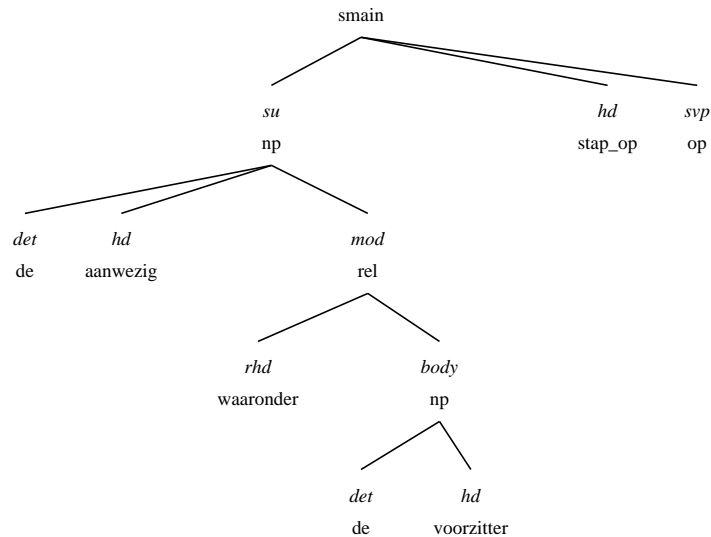 smain
su hd svp
np stap_op op
det hd mod
de aanwezig rel
rhd body
waaronder np
det hd
de voorzitter